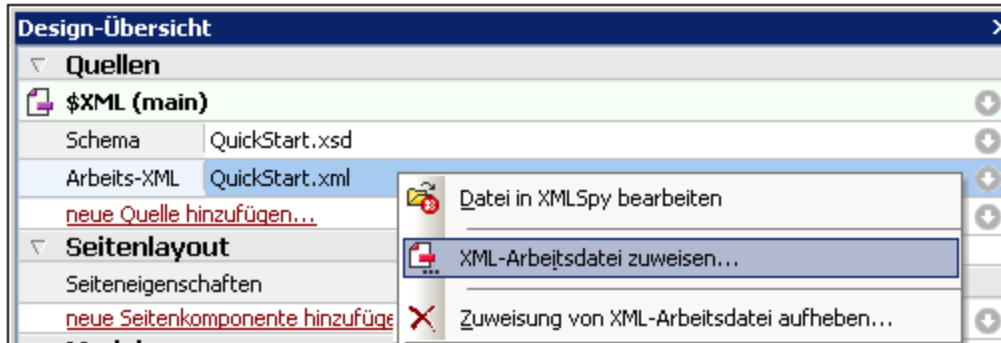 Design-Übersicht
Quellen
$XML (main)
Schema QuickStart.xsd
Arbeits-XML QuickStart.xml
Datei in XMLSpy bearbeiten
neue Quelle hinzufügen...
Seitenlayout
XML-Arbeitsdatei zuweisen...
Seiteneigenschaften
neue Seitenkomponente hinzufüge
Zuweisung von XML-Arbeitsdatei aufheben...